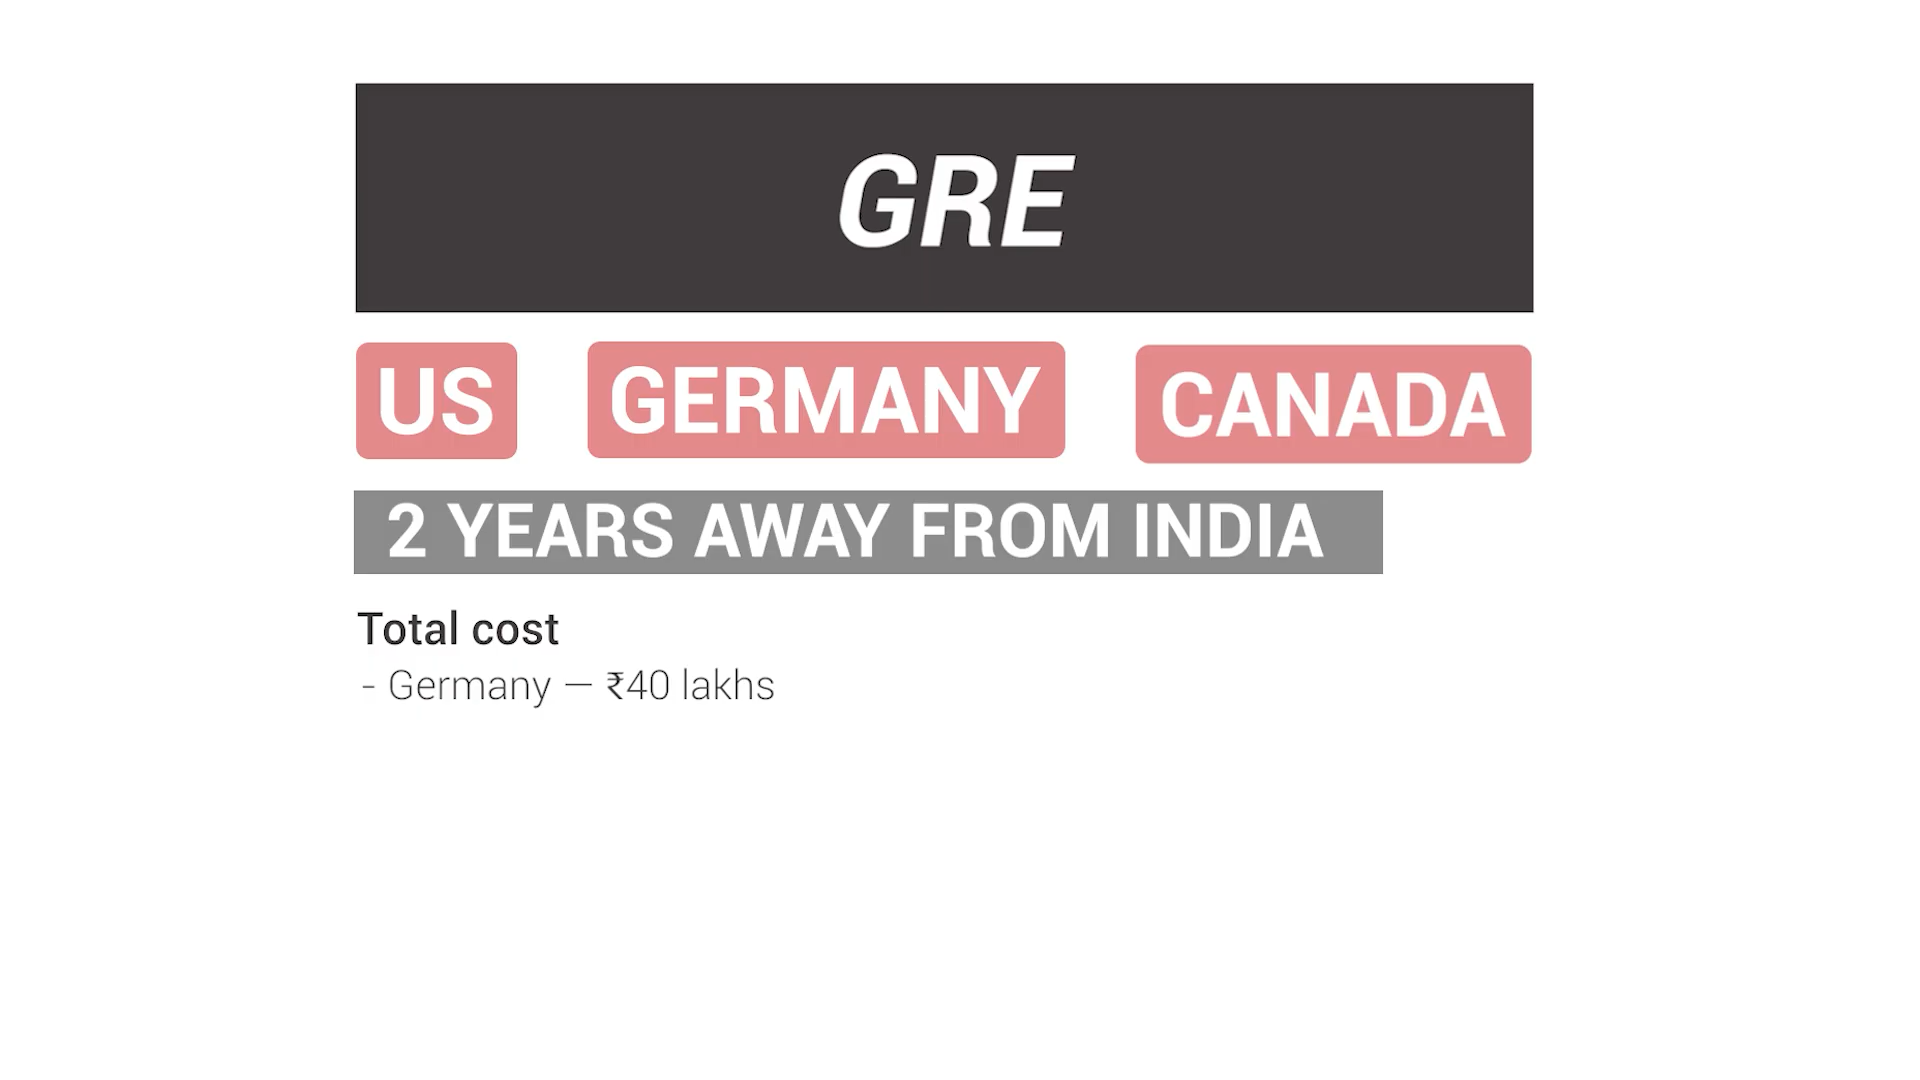 GRE
US GERMANY CANADA
2 YEARS AWAY FROM INDIA
Total cost
- Germany — ₹40 lakhs